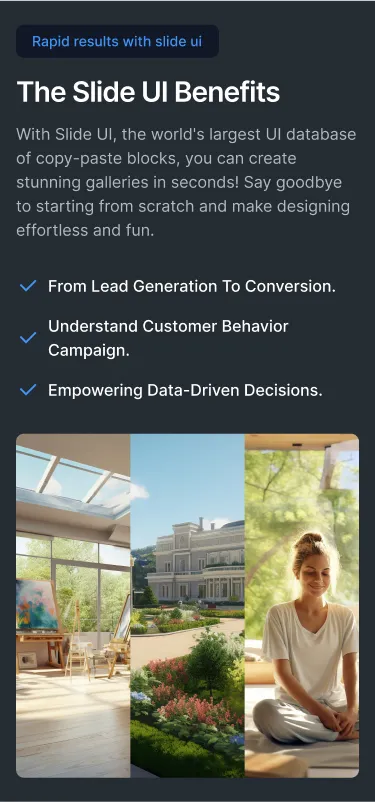 Rapid results with slide ui
The Slide UI Benefits
With Slide UI, the world's largest UI database
of copy-paste blocks, you can create
stunning galleries in seconds! Say goodbye
to starting from scratch and make designing
effortless and fun.
From Lead Generation To Conversion.
Understand Customer Behavior
Campaign.
Empowering Data-Driven Decisions.